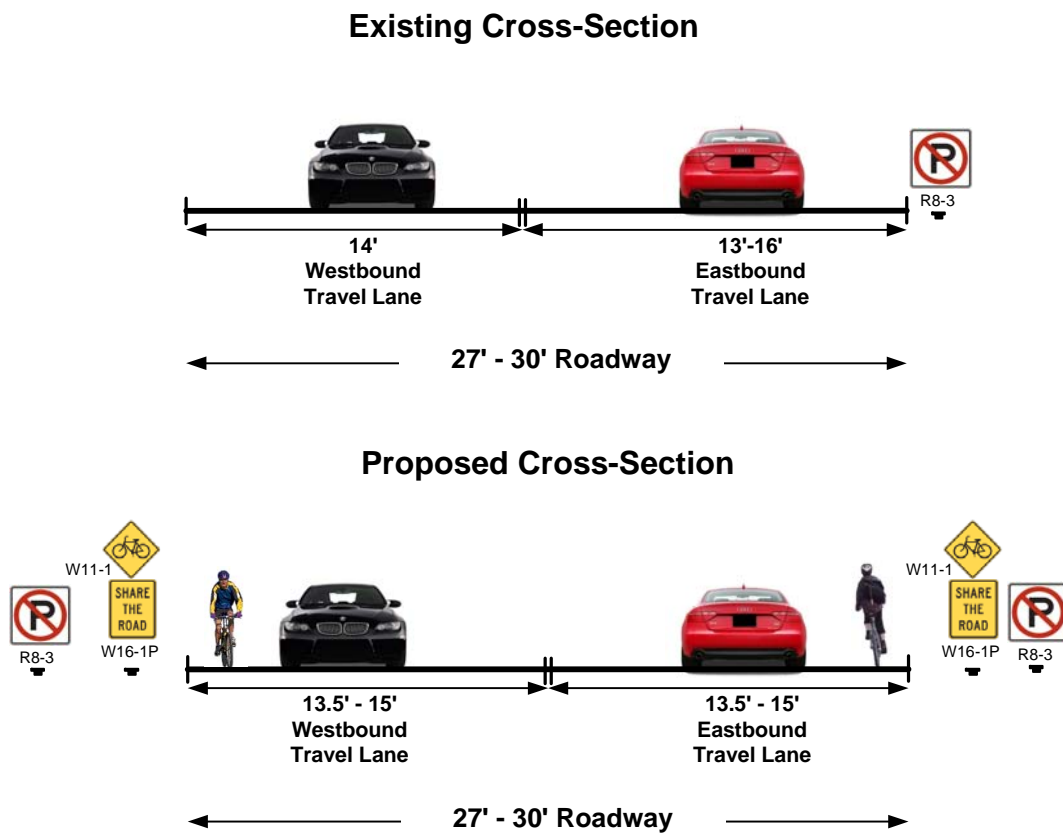 Existing Cross-Section
P
R8-3
14'
Westbound
Travel Lane
13'-16'
Eastbound
Travel Lane
27' - 30' Roadway
Proposed Cross-Section
P
R8-3
W11-1
SHARE
THE
ROAD
W16-1P
13.5' - 15'
Westbound
Travel Lane
13.5' - 15'
Eastbound
Travel Lane
W11-1
SHARE
THE
ROAD
W16-1P
P
R8-3
27' - 30' Roadway